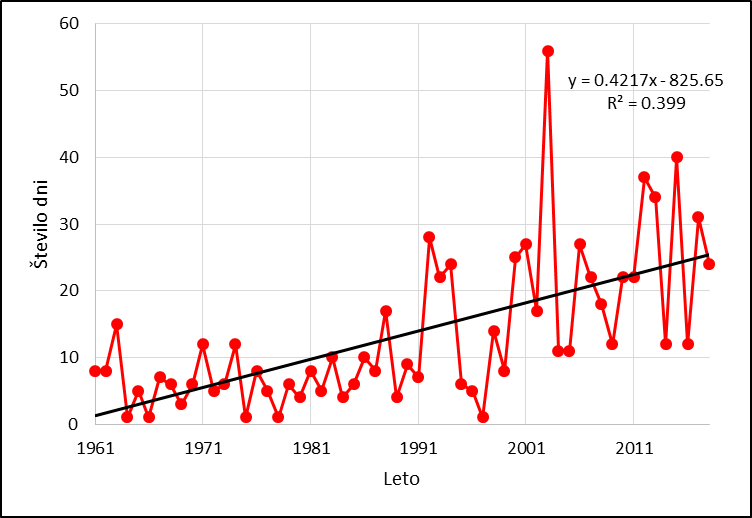 60
50
40
30
20
10
0
Število dni
y = 0.4217x - 825.65
R² = 0.399
1961 1971 1981 1991 2001 2011
Leto